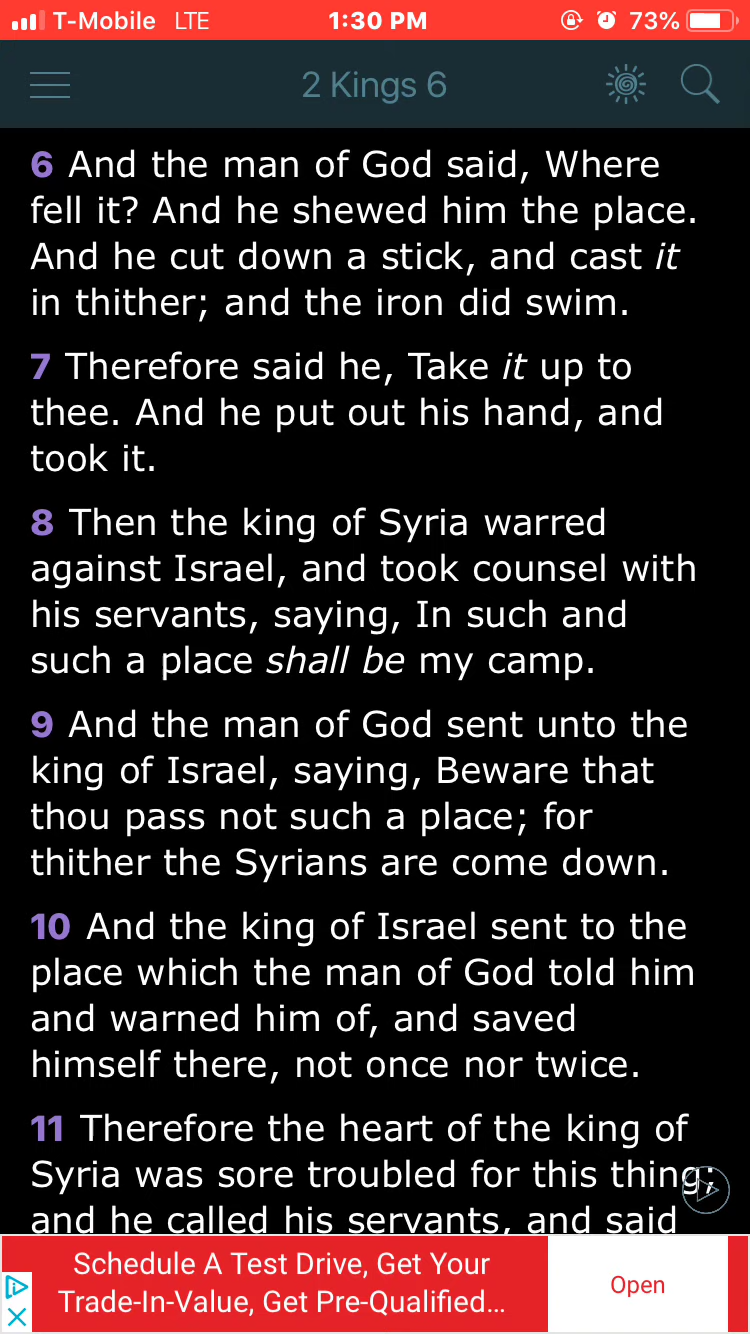 T-Mobile LTE 1:30 PM 73%
2 Kings 6
6 And the man of God said, Where
fell it? And he shewed him the place.
And he cut down a stick, and cast it
in thither; and the iron did swim.
7 Therefore said he, Take it up to
thee. And he put out his hand, and
took it.
8 Then the king of Syria warred
against Israel, and took counsel with
his servants, saying, In such and
such a place shall be my camp.
9 And the man of God sent unto the
king of Israel, saying, Beware that
thou pass not such a place; for
thither the Syrians are come down.
10 And the king of Israel sent to the
place which the man of God told him
and warned him of, and saved
himself there, not once nor twice.
11 Therefore the heart of the king of
Syria was sore troubled for this thing;
and he called his servants, and said
Schedule A Test Drive, Get Your
Trade-In-Value, Get Pre-Qualified...
Open